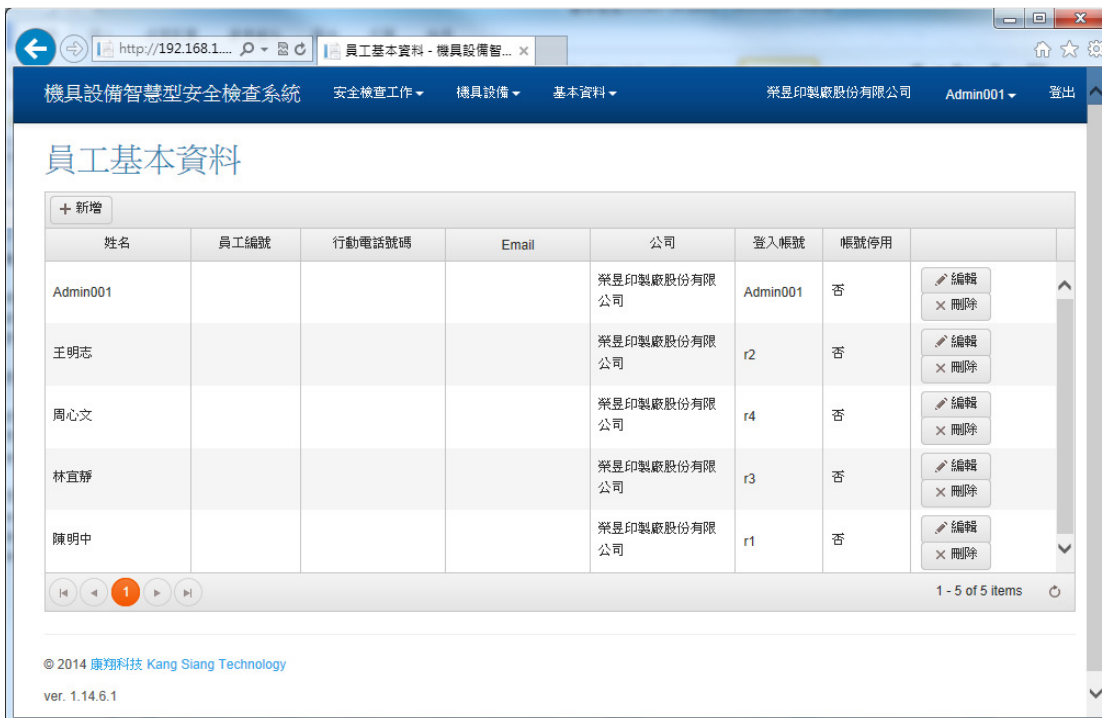 http://192.168.1.... 員工基本資料 - 機具設備智...
機具設備智慧型安全檢查系統 安全檢查工作 機具設備 基本資料 榮昱印製廠股份有限公司 Admin001 登出
員工基本資料
新增
姓名 員工編號 行動電話號碼 Email 公司 登入帳號 帳號停用
Admin001 榮昱印製廠股份有限 Admin001 否 編輯
公司 刪除
王明志 榮昱印製廠股份有限 r2 否 編輯
公司 刪除
周心文 榮昱印製廠股份有限 r4 否 編輯
公司 刪除
林宜靜 榮昱印製廠股份有限 r3 否 編輯
公司 刪除
陳明中 榮昱印製廠股份有限 r1 否 編輯
公司 刪除
1 1 - 5 of 5 items
© 2014 康翔科技 Kang Siang Technology
ver. 1.14.6.1